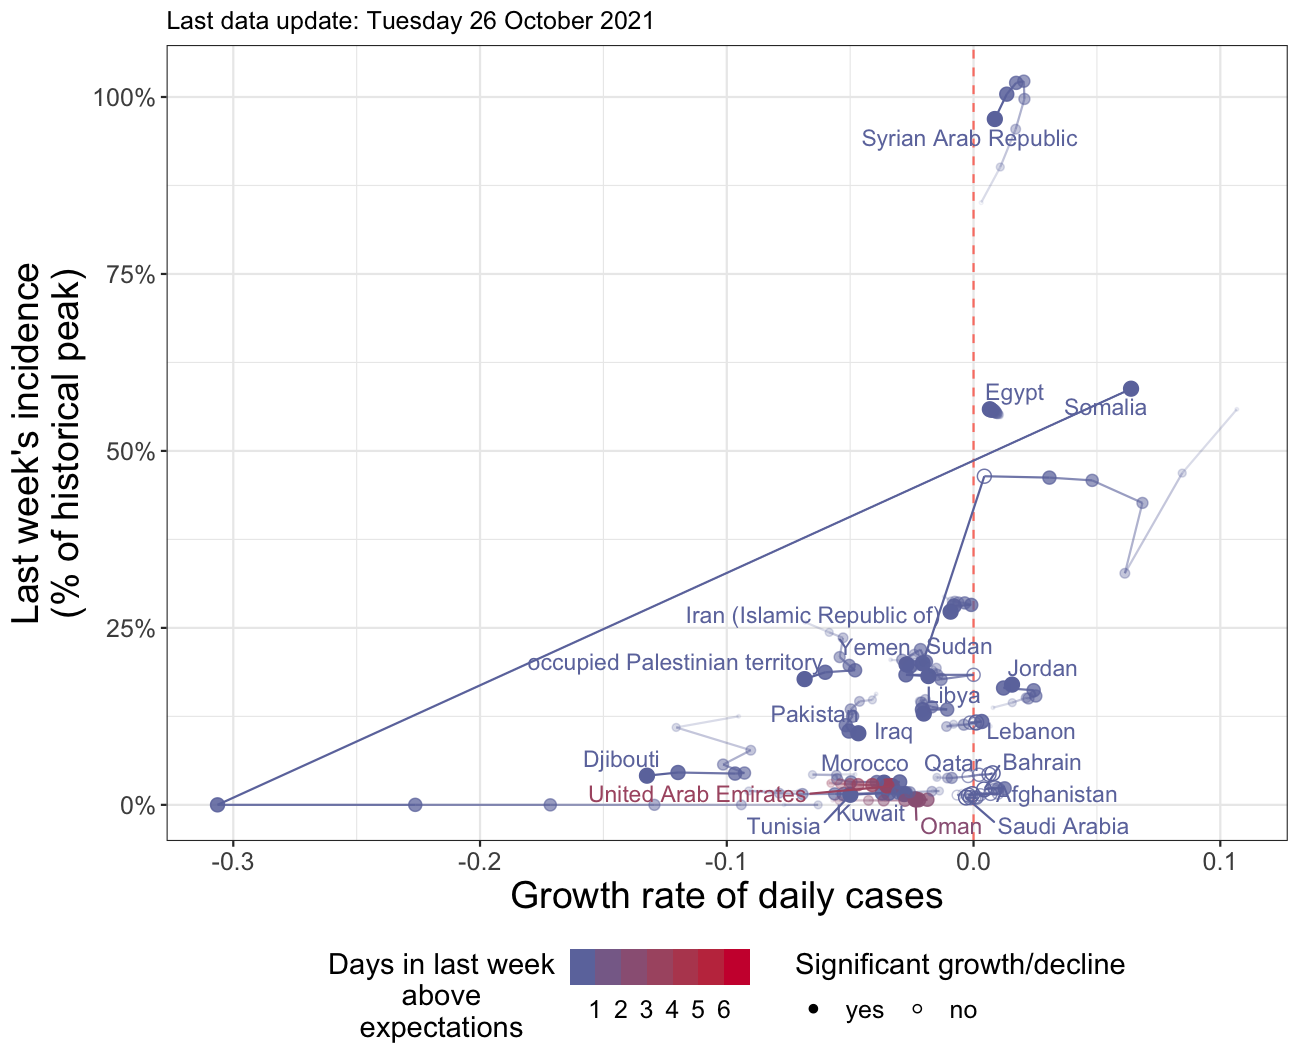 Last data update: Tuesday 26 October 2021
Last week's incidence
(% of historical peak)
100%
75%
50%
25%
0%
Syrian Arab Republic
Egypt
Somalia
Iran (Islamic Republic of)
Yemen
Sudan
occupied Palestinian territory
Jordan
Libya
Pakistan
Iraq
Lebanon
Djibouti
Morocco
Qatar
Bahrain
United Arab Emirates
Afghanistan
Kuwait
Tunisia
Oman
Saudi Arabia
-0.3
-0.2
-0.1
0.0
0.1
Growth rate of daily cases
Days in last week
above
expectations
1 2 3 4 5 6
Significant growth/decline
yes
no